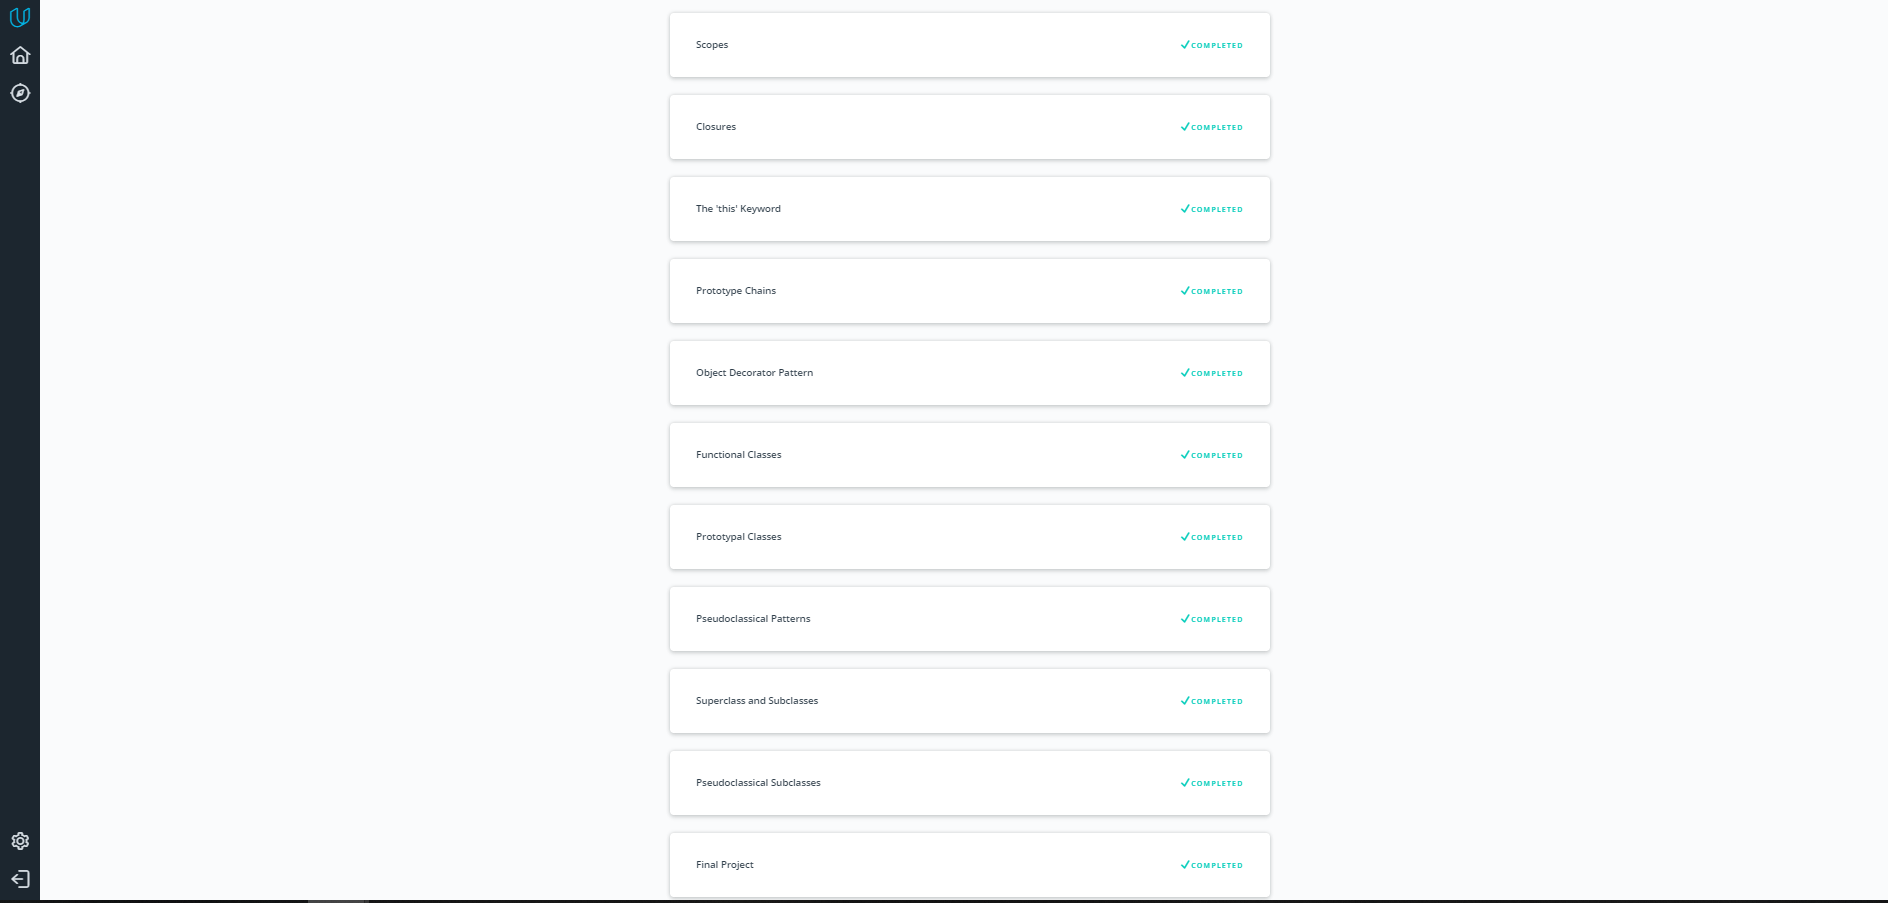 Scopes COMPLETED
Closures COMPLETED
The 'this' Keyword COMPLETED
Prototype Chains COMPLETED
Object Decorator Pattern COMPLETED
Functional Classes COMPLETED
Prototypal Classes COMPLETED
Pseudoclassical Patterns COMPLETED
Superclass and Subclasses COMPLETED
Pseudoclassical Subclasses COMPLETED
Final Project COMPLETED